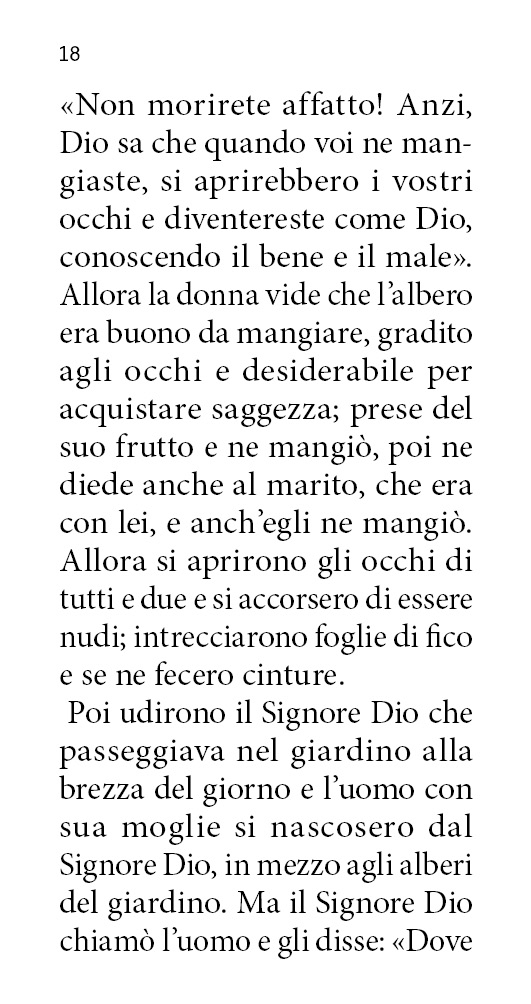 18
«Non morirete affatto! Anzi,
Dio sa che quando voi ne man-
giaste, si aprirebbero i vostri
occhi e diventereste come Dio,
conoscendo il bene e il male».
Allora la donna vide che l’albero
era buono da mangiare, gradito
agli occhi e desiderabile per
acquistare saggezza; prese del
suo frutto e ne mangiò, poi ne
diede anche al marito, che era
con lei, e anch’egli ne mangiò.
Allora si aprirono gli occhi di
tutti e due e si accorsero di essere
nudi; intrecciarono foglie di fico
e se ne fecero cinture.
Poi udirono il Signore Dio che
passeggiava nel giardino alla
brezza del giorno e l’uomo con
sua moglie si nascosero dal
Signore Dio, in mezzo agli alberi
del giardino. Ma il Signore Dio
chiamò l’uomo e gli disse: «Dove